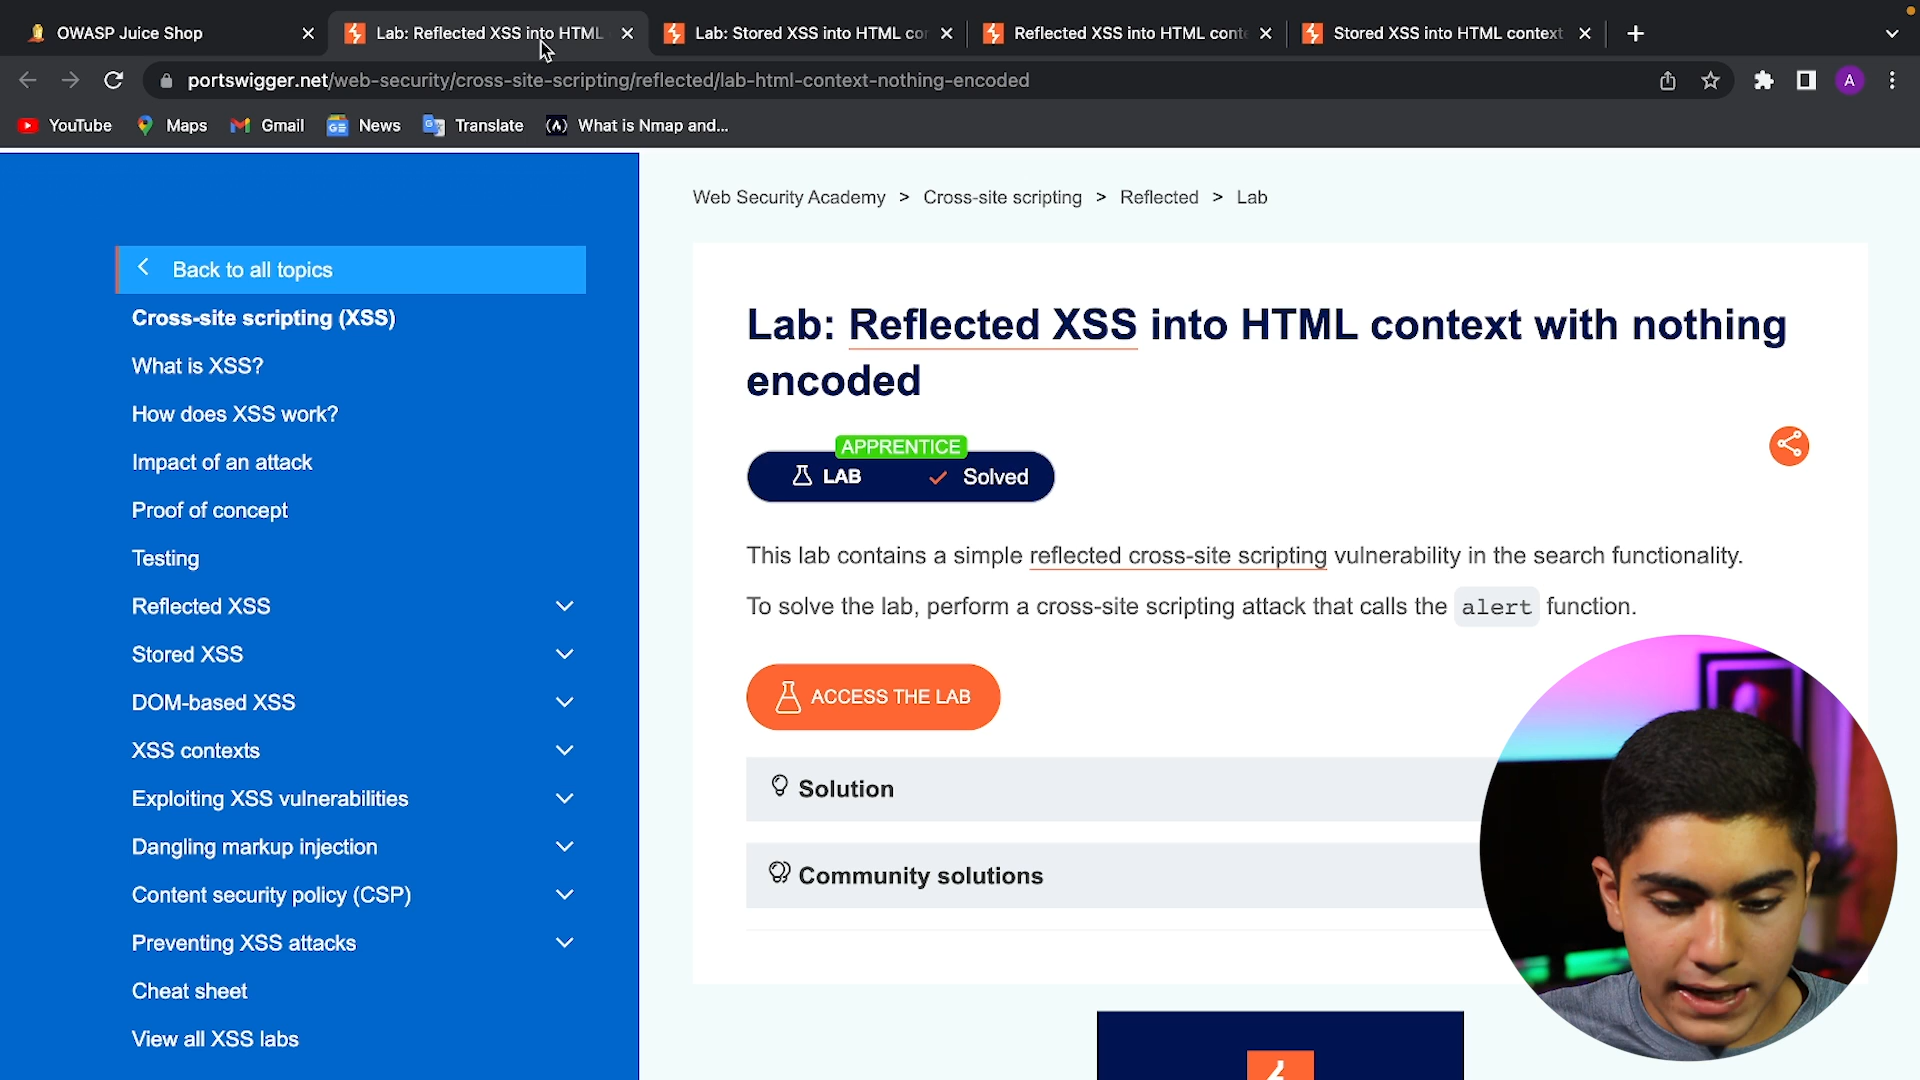 OWASP Juice Shop
Lab: Reflected XSS into HTML
Lab: Stored XSS into HTML cor
Reflected XSS into HTML conte
Stored XSS into HTML context
portswigger.net/web-security/cross-site-scripting/reflected/lab-html-context-nothing-encoded
A
YouTube
Maps
Gmail
News
Translate
What is Nmap and...
Web Security Academy > Cross-site scripting > Reflected > Lab
Back to all topics
Cross-site scripting (XSS)
What is XSS?
How does XSS work?
Impact of an attack
Proof of concept
Testing
Reflected XSS
Stored XSS
DOM-based XSS
XSS contexts
Exploiting XSS vulnerabilities
Dangling markup injection
Content security policy (CSP)
Preventing XSS attacks
Cheat sheet
View all XSS labs
Lab: Reflected XSS into HTML context with nothing
encoded
APPRENTICE
LAB
Solved
This lab contains a simple reflected cross-site scripting vulnerability in the search functionality.
To solve the lab, perform a cross-site scripting attack that calls the alert function.
ACCESS THE LAB
Solution
Community solutions